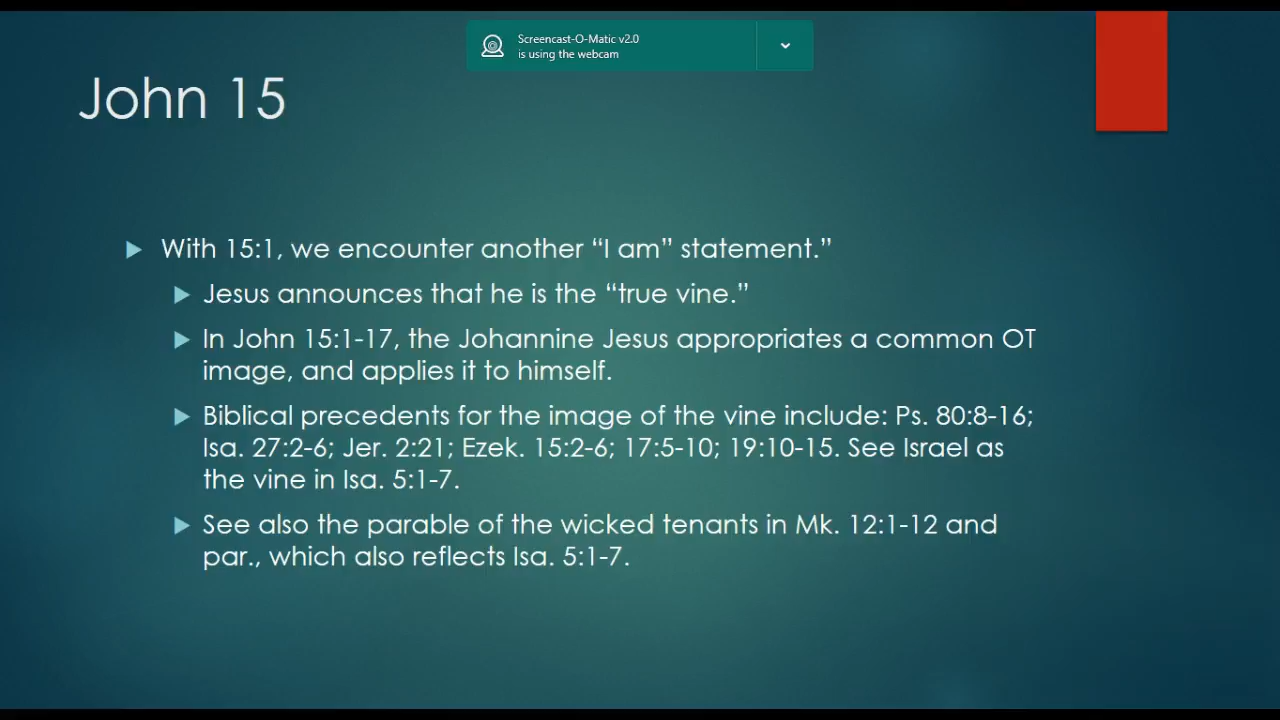 Screencast-O-Matic v2.0
is using the webcam
John 15
With 15:1, we encounter another “I am” statement.”
Jesus announces that he is the “true vine.”
In John 15:1-17, the Johannine Jesus appropriates a common OT
image, and applies it to himself.
Biblical precedents for the image of the vine include: Ps. 80:8-16;
Isa. 27:2-6; Jer. 2:21; Ezek. 15:2-6; 17:5-10; 19:10-15. See Israel as
the vine in Isa. 5:1-7.
See also the parable of the wicked tenants in Mk. 12:1-12 and
par., which also reflects Isa. 5:1-7.